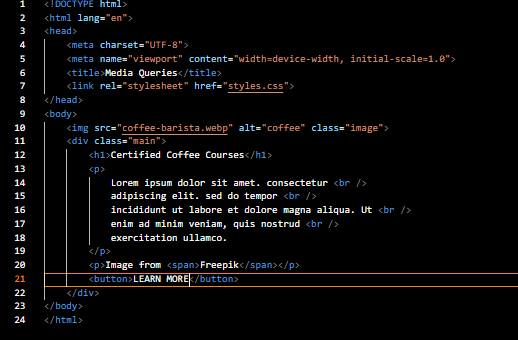 1 <!DOCTYPE html>
2 <html lang="en">
3 <head>
4 <meta charset="UTF-8">
5 <meta name="viewport" content="width=device-width, initial-scale=1.0">
6 <title>Media Queries</title>
7 <link rel="stylesheet" href="styles.css">
8 </head>
9 <body>
10 <img src="coffee-barista.webp" alt="coffee" class="image">
11 <div class="main">
12 <h1>Certified Coffee Courses</h1>
13 <p>
14 Lorem ipsum dolor sit amet. consectetur <br />
15 adipiscing elit. sed do tempor <br />
16 incididunt ut labore et dolore magna aliqua. Ut <br />
17 enim ad minim veniam, quis nostrud <br />
18 exercitation ullamco.
19 </p>
20 <p>Image from <span>Freepik</span></p>
21 <button>LEARN MORE</button>
22 </div>
23 </body>
24 </html>